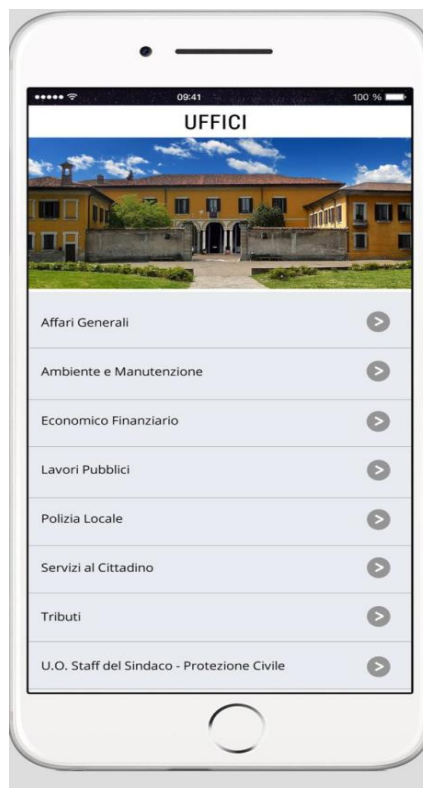 09:41
100 %
UFFICI
Affari Generali
Ambiente e Manutenzione
Economico Finanziario
Lavori Pubblici
Polizia Locale
Servizi al Cittadino
Tributi
U.O. Staff del Sindaco - Protezione Civile